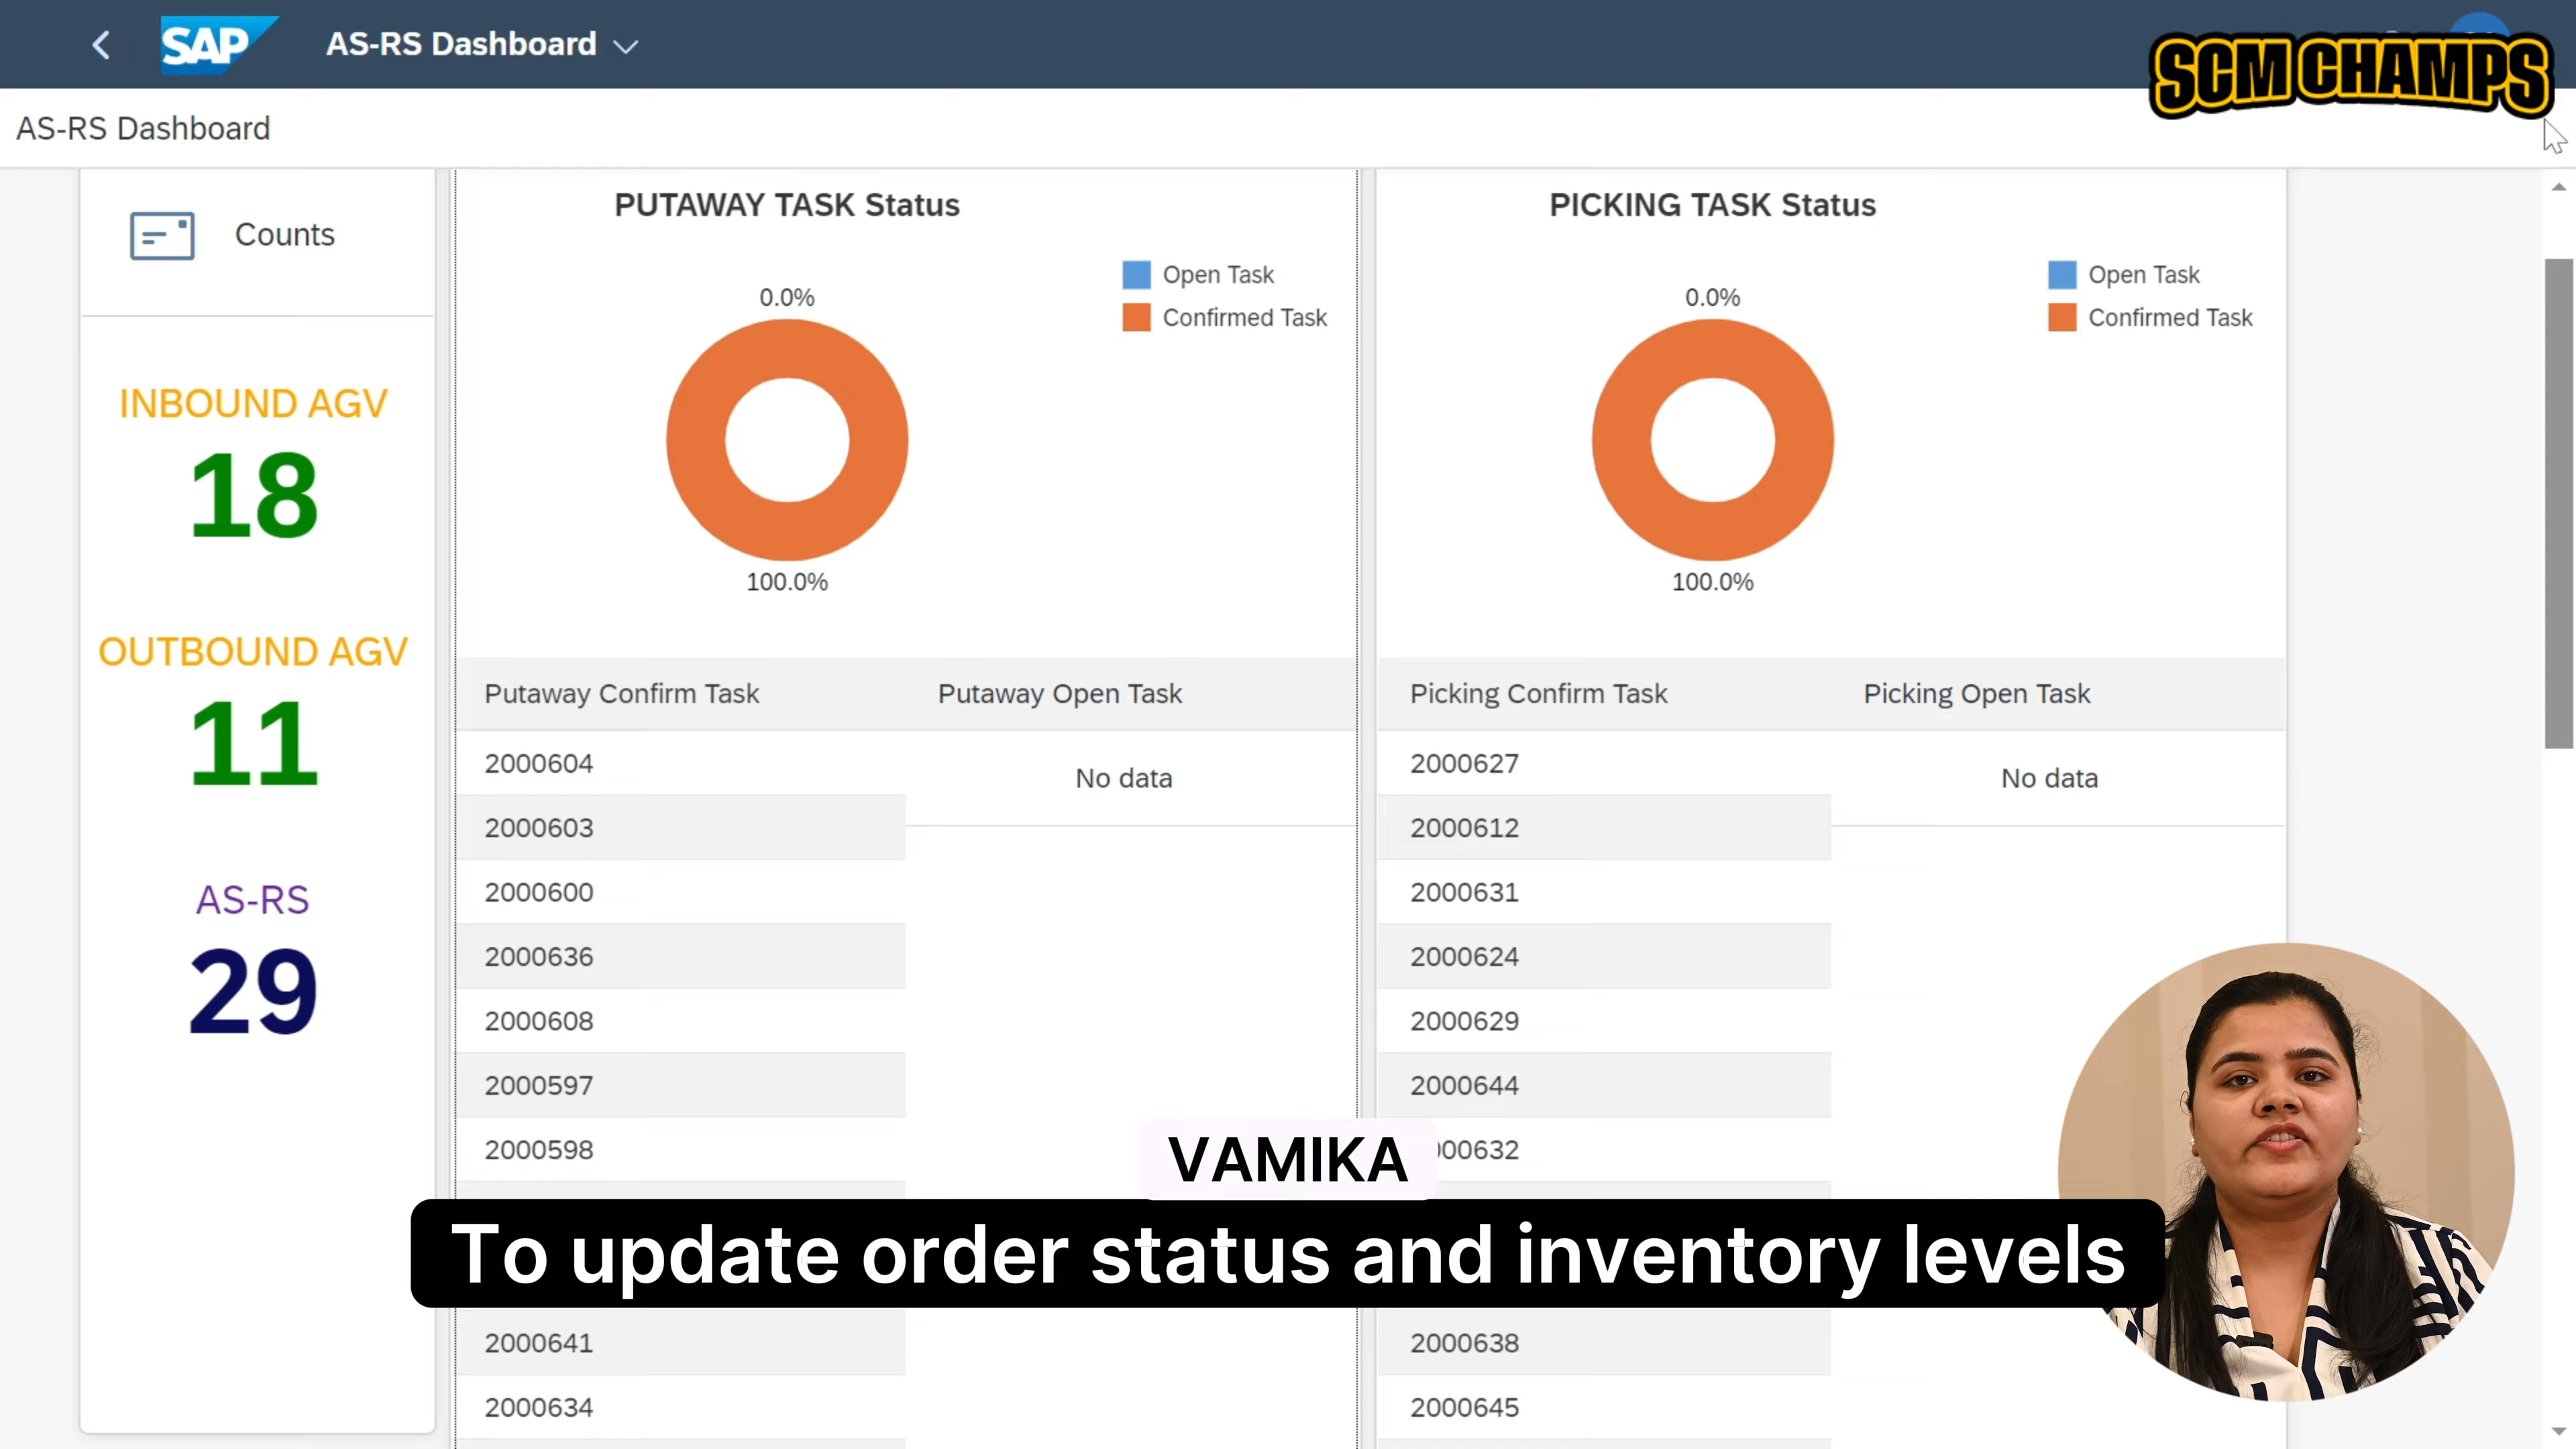 SAP
AS-RS Dashboard
SCM CHAMPS
AS-RS Dashboard
Counts
INBOUND AGV
18
OUTBOUND AGV
11
AS-RS
29
PUTAWAY TASK Status
Open Task
Confirmed Task
0.0%
100.0%
Putaway Confirm Task
Putaway Open Task
2000604
No data
2000603
2000600
2000636
2000608
2000597
2000598
2000641
2000634
PICKING TASK Status
Open Task
Confirmed Task
0.0%
100.0%
Picking Confirm Task
Picking Open Task
2000627
No data
2000612
2000631
2000624
2000629
2000644
000632
2000638
2000645
VAMIKA
To update order status and inventory levels